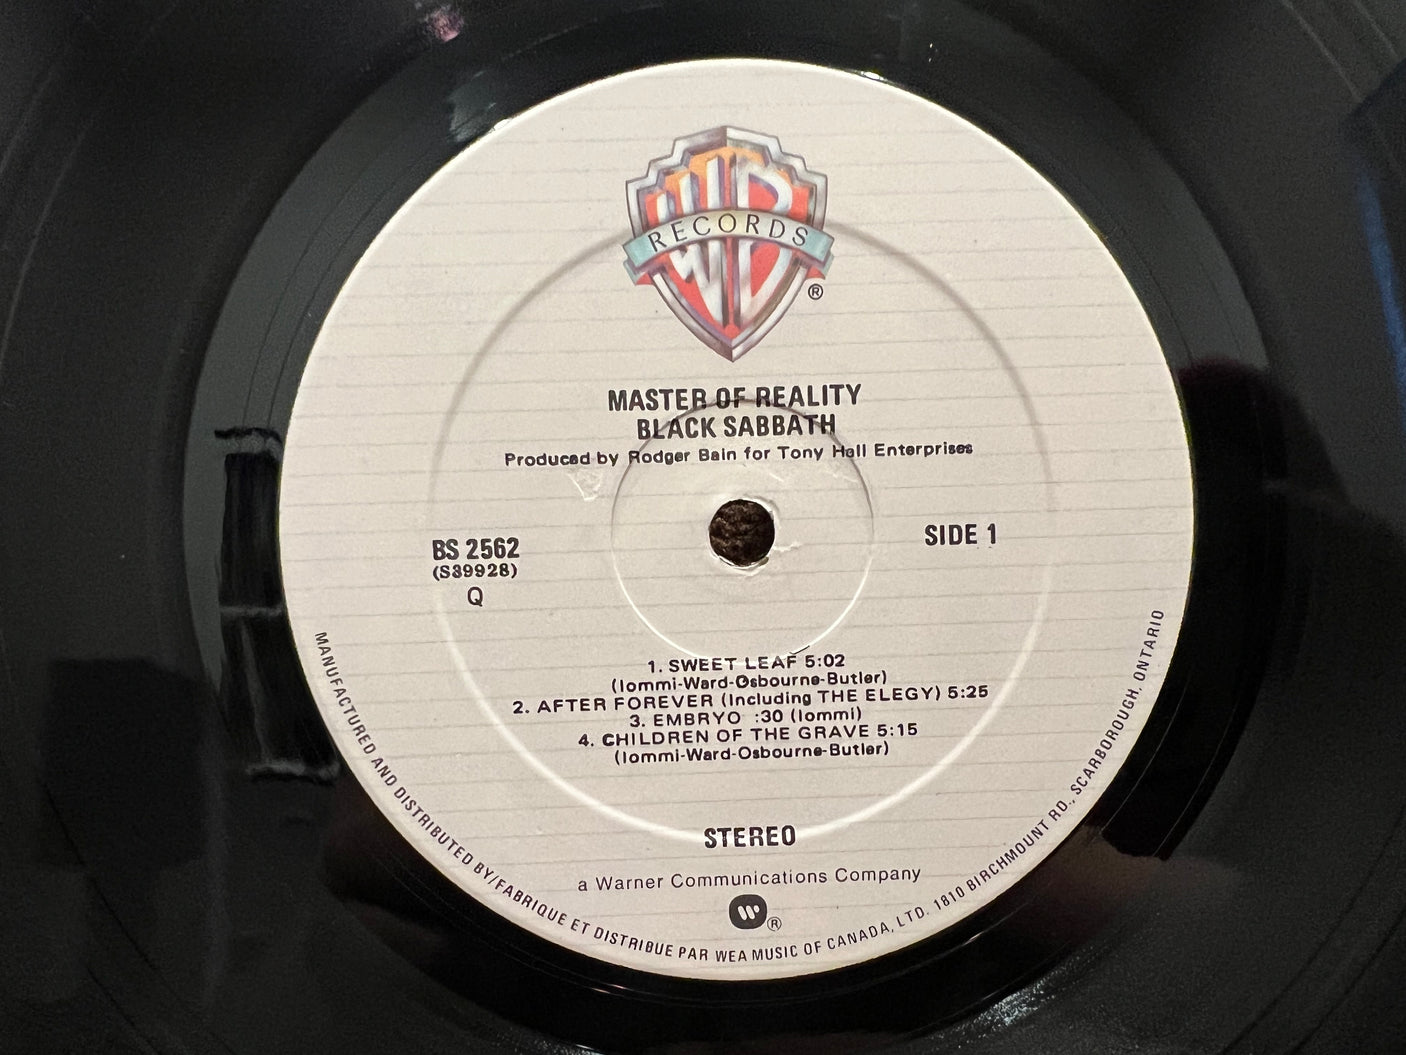 WB
RECORDS
®
MASTER OF REALITY
BLACK SABBATH
Produced by Rodger Bain for Tony Hall Enterprises
BS 2562
(S39928)
Q
SIDE 1
1. SWEET LEAF 5:02
(Iommi-Ward-Osbourne-Butler)
2. AFTER FOREVER (Including THE ELEGY) 5:25
3. EMBRYO :30 (Iommi)
4. CHILDREN OF THE GRAVE 5:15
(Iommi-Ward-Osbourne-Butler)
STEREO
a Warner Communications Company
W®
MANUFACTURED AND DISTRIBUTED BY/FABRIQUE ET DISTRIBUE PAR WEA MUSIC OF CANADA, LTD. 1810 BIRCHMOUNT RD., SCARBOROUGH, ONTARIO